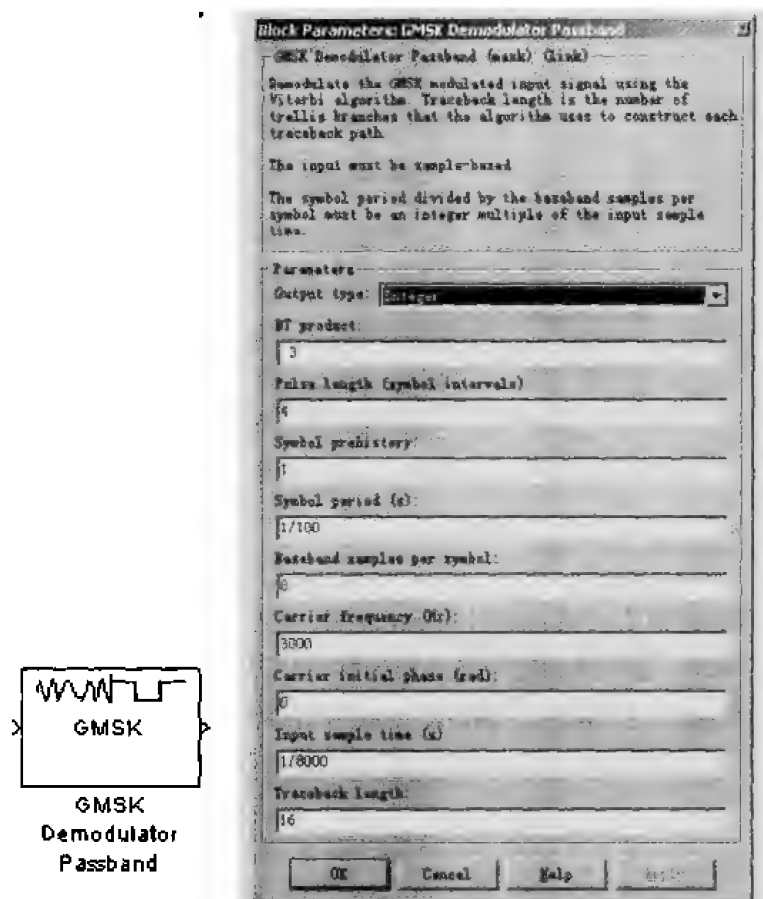 Block Parameters: GMSK Demodulator Passband
GMSK Demodulator Passband (mask) (link)
Demodulate the GMSK modulated input signal using the
Viterbi algorithm. Traceback length is the number of
trellis branches that the algorithm uses to construct each
traceback path.
The input must be sample-based
The symbol period divided by the baseband samples per
symbol must be an integer multiple of the input sample
time.
Parameters
Output type: Integer
BT product:
3
Pulse length (symbol intervals)
Symbol prehistory:
1
Symbol period (s):
1/100
Baseband samples per symbol:
Carrier frequency (Hz):
3000
Carrier initial phase (rad):
0
Input sample time (s)
1/8000
Traceback length:
16
OK Cancel Help Apply
GMSK
GMSK
Demodulator
Passband